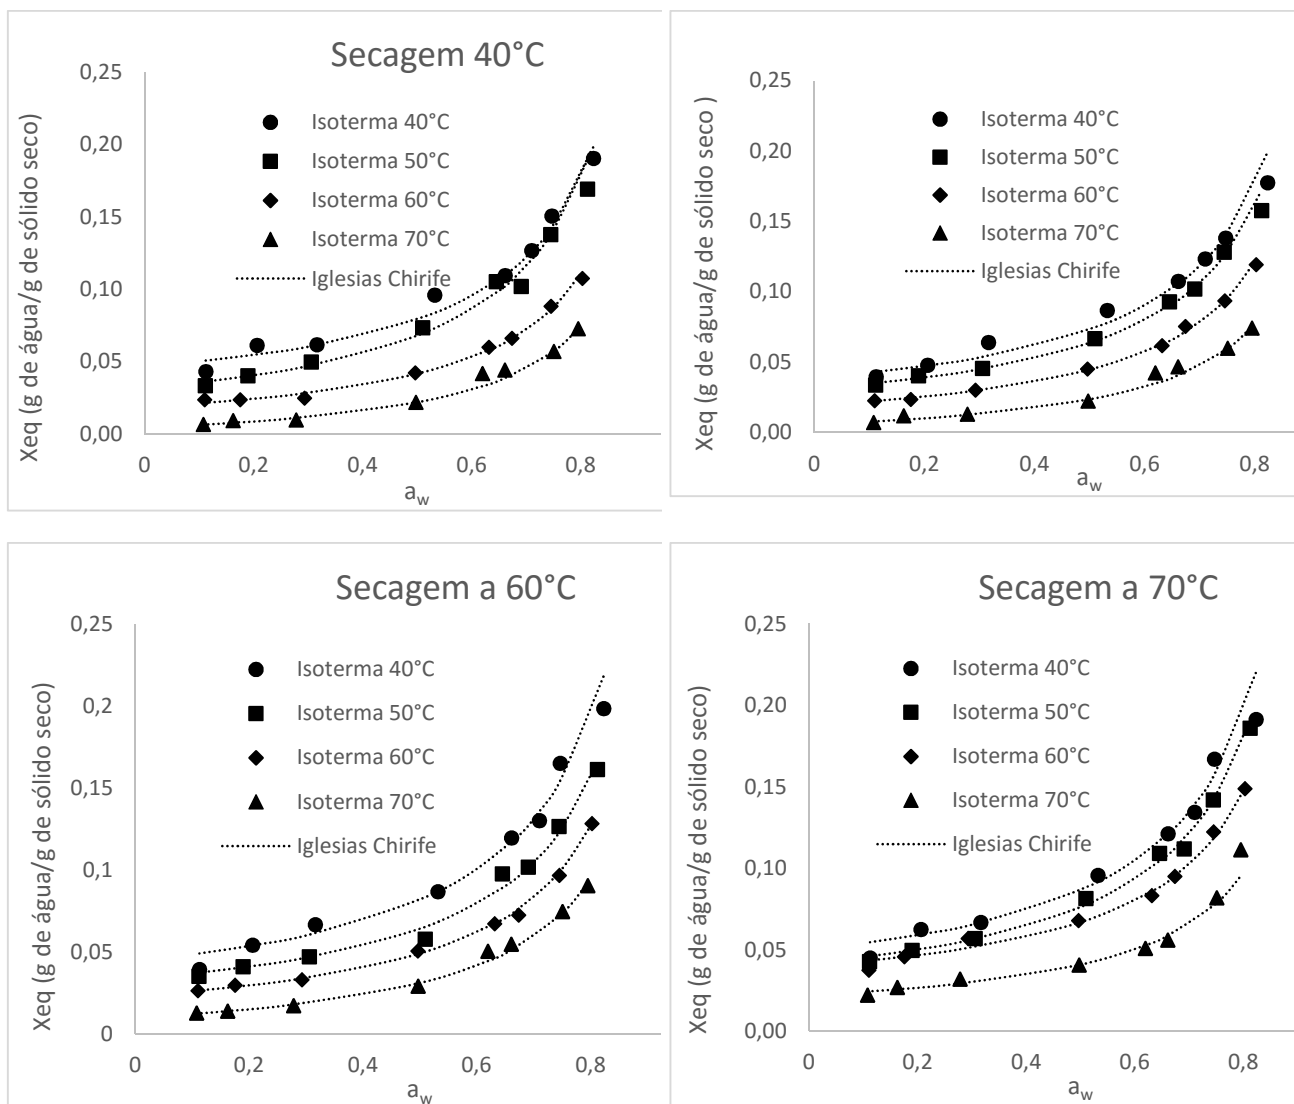 Secagem 40°C
Xeq (g de água/g de sólido seco)
0,25
0,20
0,15
0,10
0,05
0,00
Isoterma 40°C
Isoterma 50°C
Isoterma 60°C
Isoterma 70°C
Iglesias Chirife
0 0,2 0,4 0,6 0,8
aw
Xeq (g de água/g de sólido seco )
0,25
0,20
0,15
0,10
0,05
0,00
Isoterma 40°C
Isoterma 50°C
Isoterma 60°C
Isoterma 70°C
Iglesias Chirife
0 0,2 0,4 0,6 0,8
aw
Secagem a 60°C
Xeq (g de água/g de sólido seco)
0,25
0,2
0,15
0,1
0,05
0
Isoterma 40°C
Isoterma 50°C
Isoterma 60°C
Isoterma 70°C
Iglesias Chirife
0 0,2 0,4 0,6 0,8
aw
Secagem a 70°C
Xeq (g de água/g de sólido seco)
0,25
0,20
0,15
0,10
0,05
0,00
Isoterma 40°C
Isoterma 50°C
Isoterma 60°C
Isoterma 70°C
Iglesias Chirife
0 0,2 0,4 0,6 0,8
aw